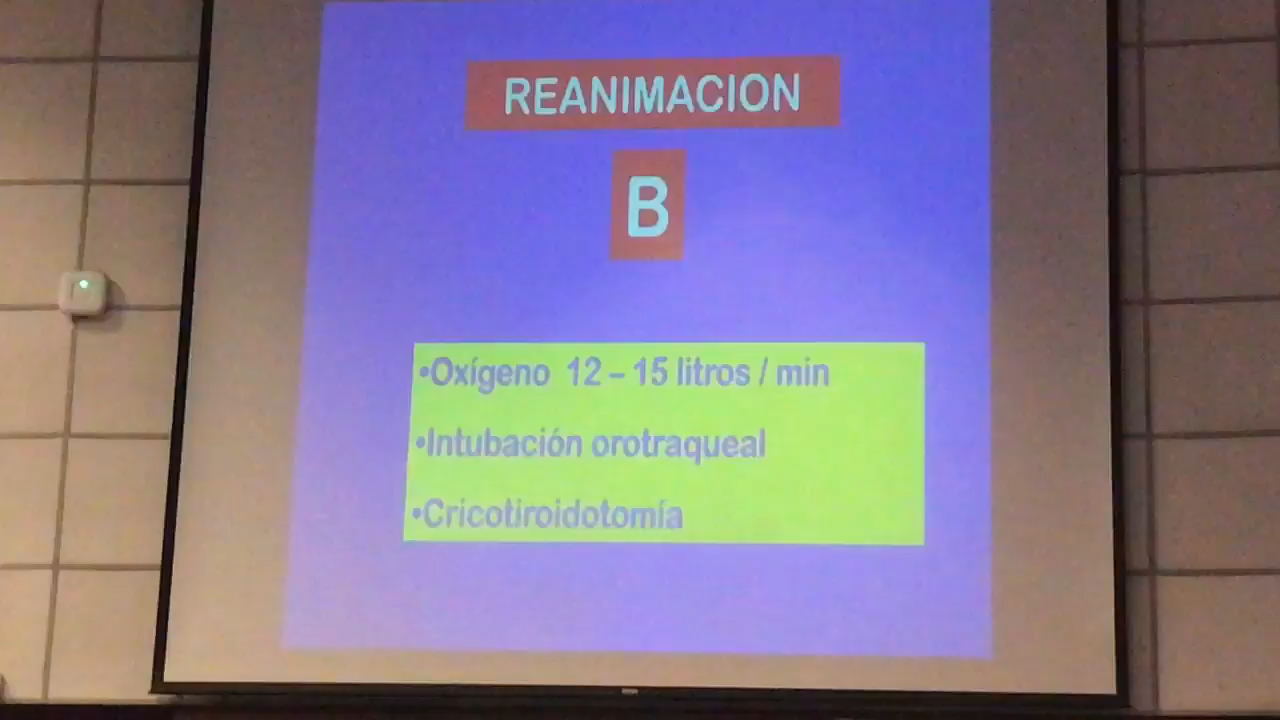 REANIMACION
B
•Oxígeno 12 – 15 litros / min
•Intubación orotraqueal
•Cricotiroidotomía